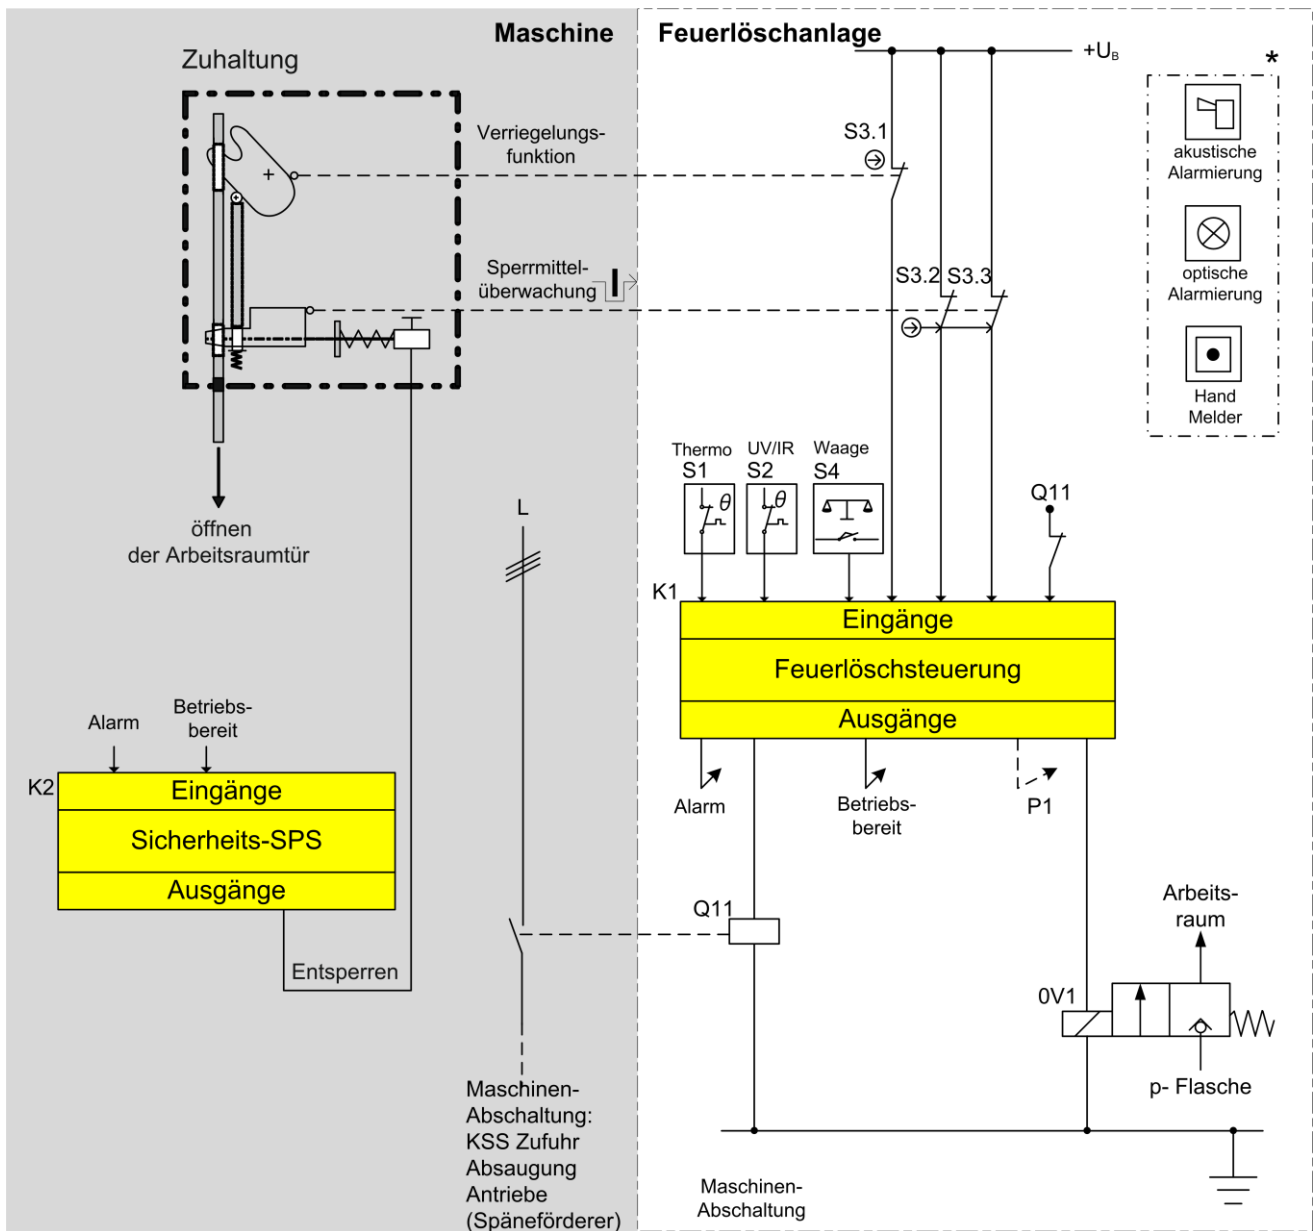 Maschine
Feuerlöschanlage
Zuhaltung
+UB
*
Verriegelungs-
funktion
S3.1
akustische
Alarmierung
Sperrmittel-
überwachung
S3.2
S3.3
optische
Alarmierung
Hand
Melder
Thermo
S1
UV/IR
S2
Waage
S4
θ
θ
Q11
L
öffnen
der Arbeitsraumtür
K1
Eingänge
Feuerlöschsteuerung
Ausgänge
Alarm
Betriebs-
bereit
K2
Eingänge
Sicherheits-SPS
Ausgänge
Entsperren
Alarm
Betriebs-
bereit
P1
Q11
Arbeits-
raum
0V1
p- Flasche
Maschinen-
Abschaltung:
KSS Zufuhr
Absaugung
Antriebe
(Späneförderer)
Maschinen-
Abschaltung